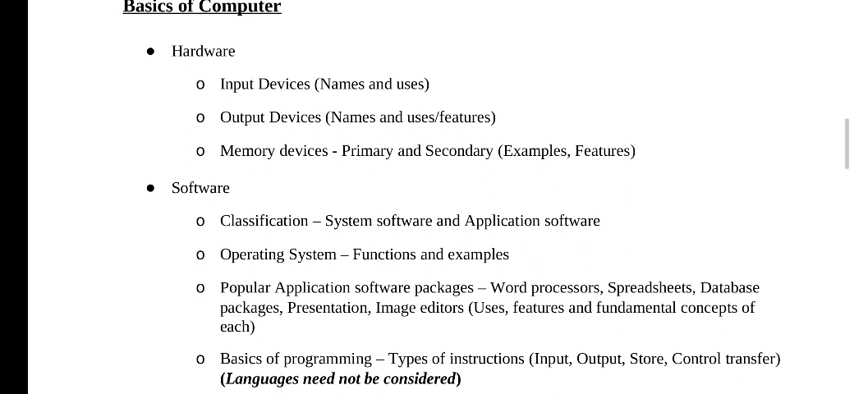 Basics of Computer
● Hardware
o Input Devices (Names and uses)
o Output Devices (Names and uses/features)
o Memory devices - Primary and Secondary (Examples, Features)
● Software
o Classification – System software and Application software
o Operating System – Functions and examples
o Popular Application software packages – Word processors, Spreadsheets, Database
packages, Presentation, Image editors (Uses, features and fundamental concepts of
each)
o Basics of programming – Types of instructions (Input, Output, Store, Control transfer)
(Languages need not be considered)